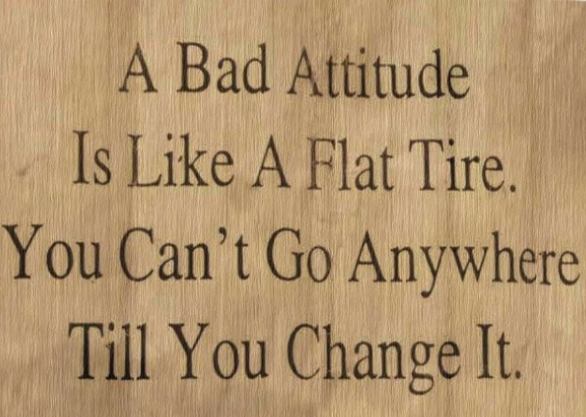 A Bad Attitude
Is Like A Flat Tire.
You Can't Go Anywhere
Till You Change It.